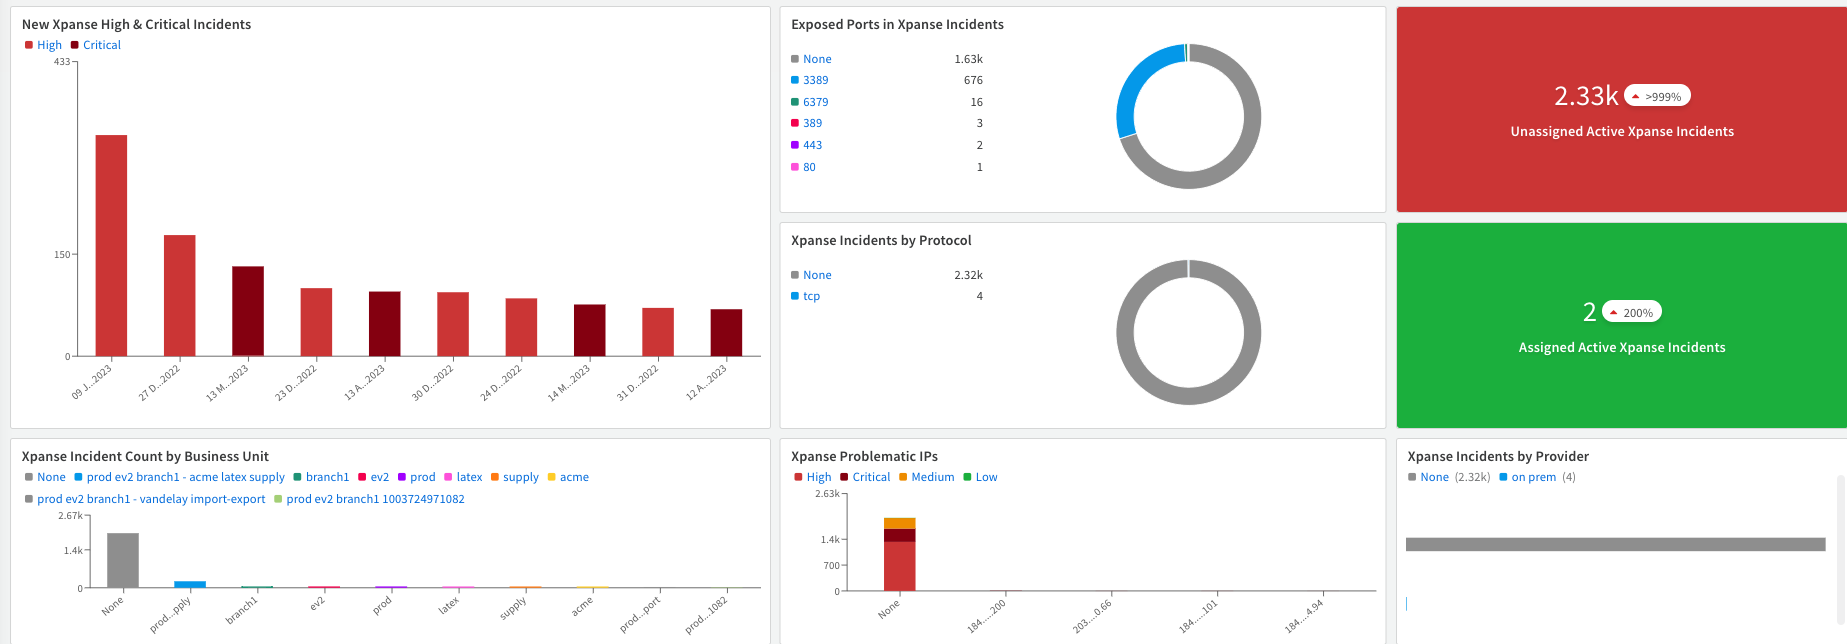 New Xpanse High & Critical Incidents
High Critical
433
150
0
09 J...2023 27 D...2022 13 M...2023 23 D...2022 13 A...2023 30 D...2022 24 D...2022 14 M...2023 31 D...2022 12 A...2023
Exposed Ports in Xpanse Incidents
None 1.63k
3389 676
6379 16
389 3
443 2
80 1
2.33k >999%
Unassigned Active Xpanse Incidents
Xpanse Incidents by Protocol
None 2.32k
tcp 4
2 200%
Assigned Active Xpanse Incidents
Xpanse Incident Count by Business Unit
None prod ev2 branch1 - acme latex supply branch1 ev2 prod latex supply acme
prod ev2 branch1 - vandelay import-export prod ev2 branch1 1003724971082
2.67k
1.4k
0
None prod...pply branch1 ev2 prod latex supply acme prod...port prod...1082
Xpanse Problematic IPs
High Critical Medium Low
2.63k
1.4k
700
0
None 184....200 203....0.66 184....101 184....4.94
Xpanse Incidents by Provider
None (2.32k) on prem (4)